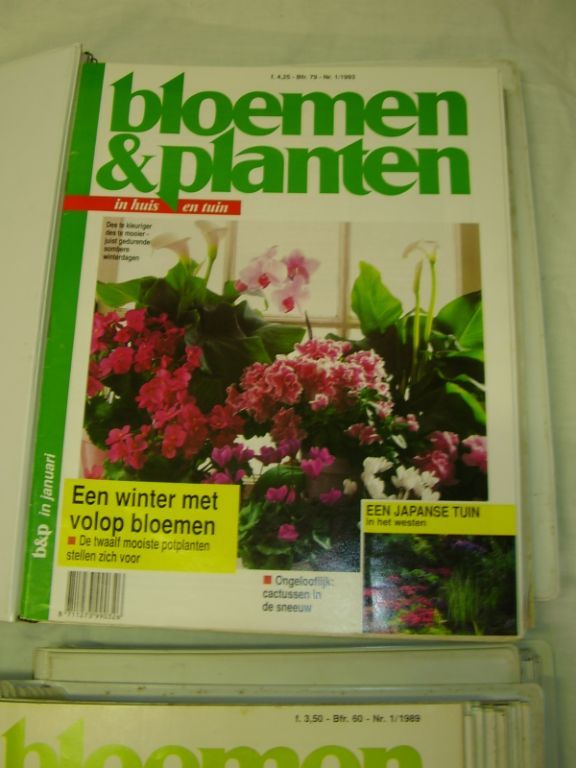 f. 4,25 - Bfr. 79 - Nr. 1/1993
bloemen
&planten
in huis en tuin
Des te kleuriger
des te mooier -
juist gedurende
sombere
winterdagen
b&p in januari
Een winter met
volop bloemen
De twaalf mooiste potplanten
stellen zich voor
EEN JAPANSE TUIN
in het westen
Ongelooflijk:
cactussen in
de sneeuw
f. 3,50 - Bfr. 60 - Nr. 1/1989
bloemen